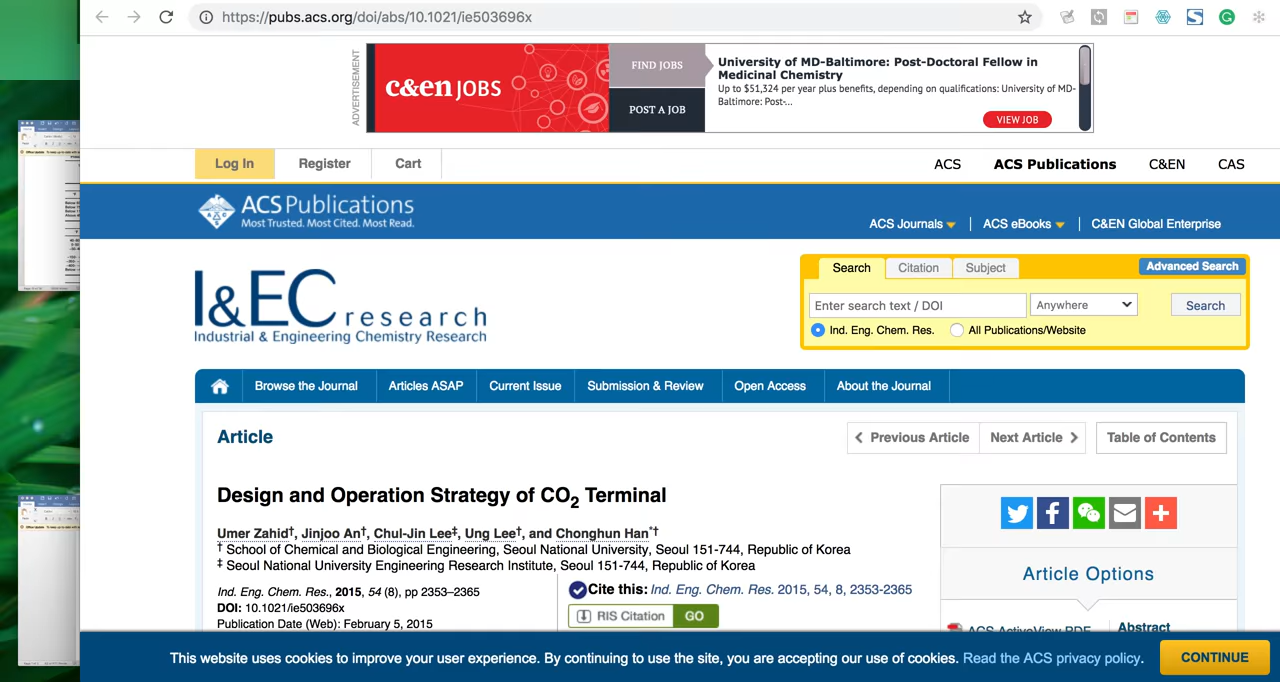 https://pubs.acs.org/doi/abs/10.1021/ie503696x
ADVERTISEMENT
c&en JOBS
FIND JOBS
POST A JOB
University of MD-Baltimore: Post-Doctoral Fellow in
Medicinal Chemistry
Up to $51,324 per year plus benefits, depending on qualifications: University of MD-
Baltimore: Post-...
VIEW JOB
Log In Register Cart
ACS ACS Publications C&EN CAS
ACS Publications
Most Trusted. Most Cited. Most Read.
ACS Journals | ACS eBooks | C&EN Global Enterprise
I&EC research
Industrial & Engineering Chemistry Research
Search Citation Subject Advanced Search
Enter search text / DOI Anywhere Search
Ind. Eng. Chem. Res. All Publications/Website
Browse the Journal Articles ASAP Current Issue Submission & Review Open Access About the Journal
Article
Previous Article Next Article Table of Contents
Design and Operation Strategy of CO2 Terminal
Umer Zahid†, Jinjoo An†, Chul-Jin Lee‡, Ung Lee†, and Chonghun Han*†
† School of Chemical and Biological Engineering, Seoul National University, Seoul 151-744, Republic of Korea
‡ Seoul National University Engineering Research Institute, Seoul 151-744, Republic of Korea
Ind. Eng. Chem. Res., 2015, 54 (8), pp 2353–2365
DOI: 10.1021/ie503696x
Publication Date (Web): February 5, 2015
Cite this: Ind. Eng. Chem. Res. 2015, 54, 8, 2353-2365
RIS Citation GO
Article Options
ACS ActiveView PDF
Abstract
This website uses cookies to improve your user experience. By continuing to use the site, you are accepting our use of cookies. Read the ACS privacy policy.
CONTINUE